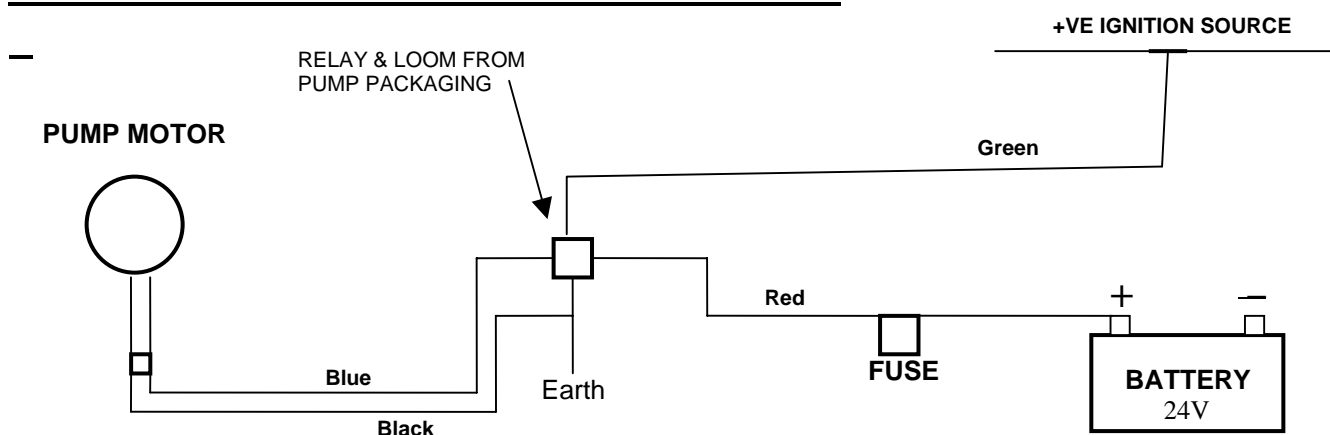 +VE IGNITION SOURCE
RELAY & LOOM FROM
PUMP PACKAGING
PUMP MOTOR
Green
Red
+
–
FUSE
BATTERY
24V
Blue
Earth
Black